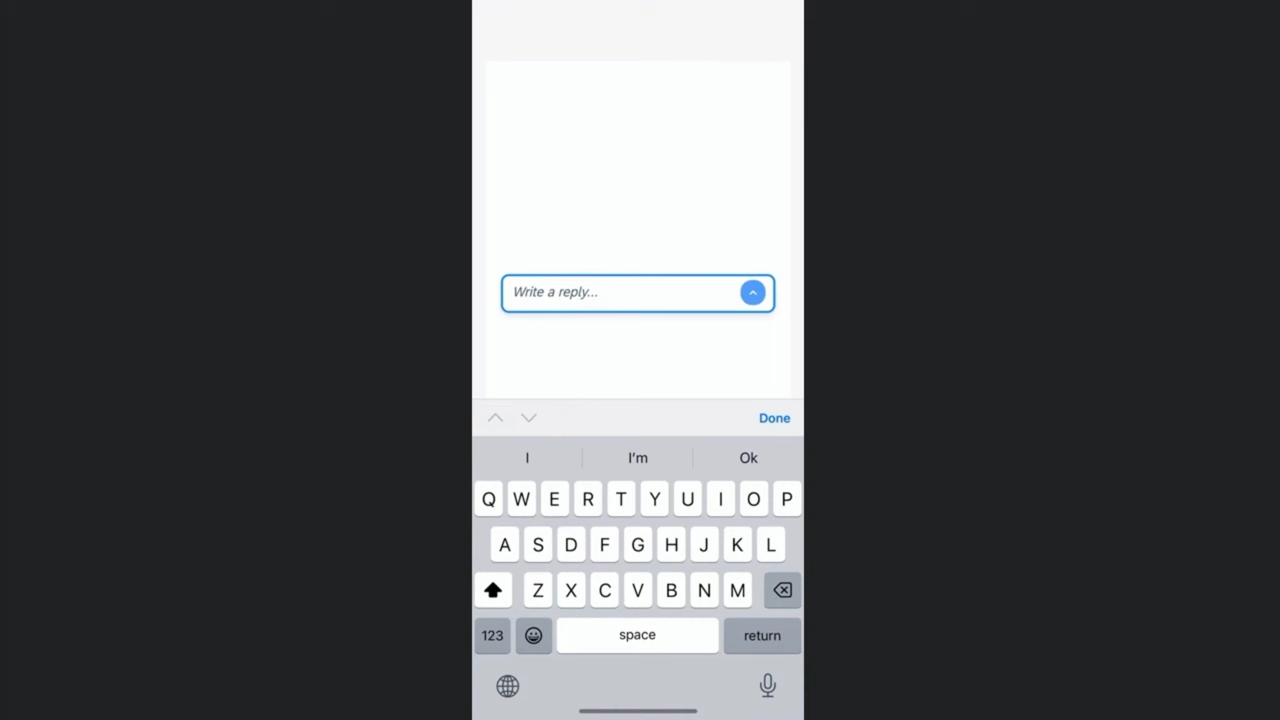 Write a reply...
Done
I I'm Ok
Q W E R T Y U I O P
A S D F G H J K L
Z X C V B N M
123 space return